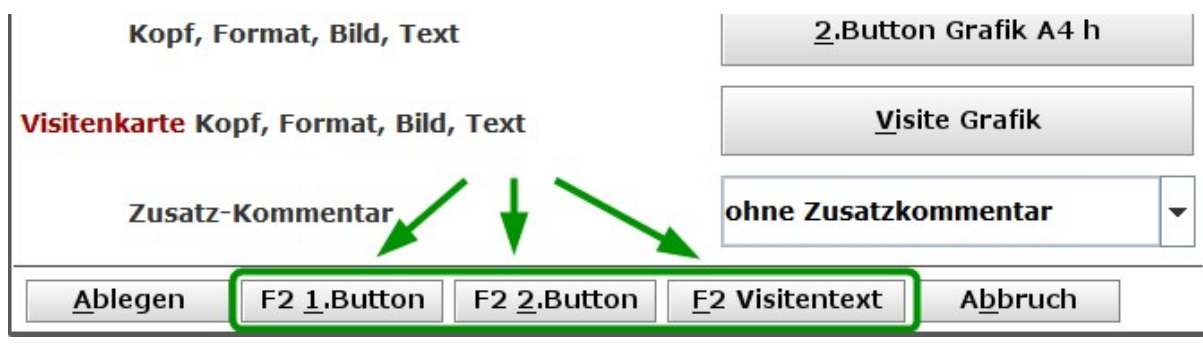 Kopf, Format, Bild, Text 2.Button Grafik A4 h
Visitenkarte Kopf, Format, Bild, Text Visite Grafik
Zusatz-Kommentar ohne Zusatzkommentar
Ablegen F2 1.Button F2 2.Button F2 Visitentext Abbruch